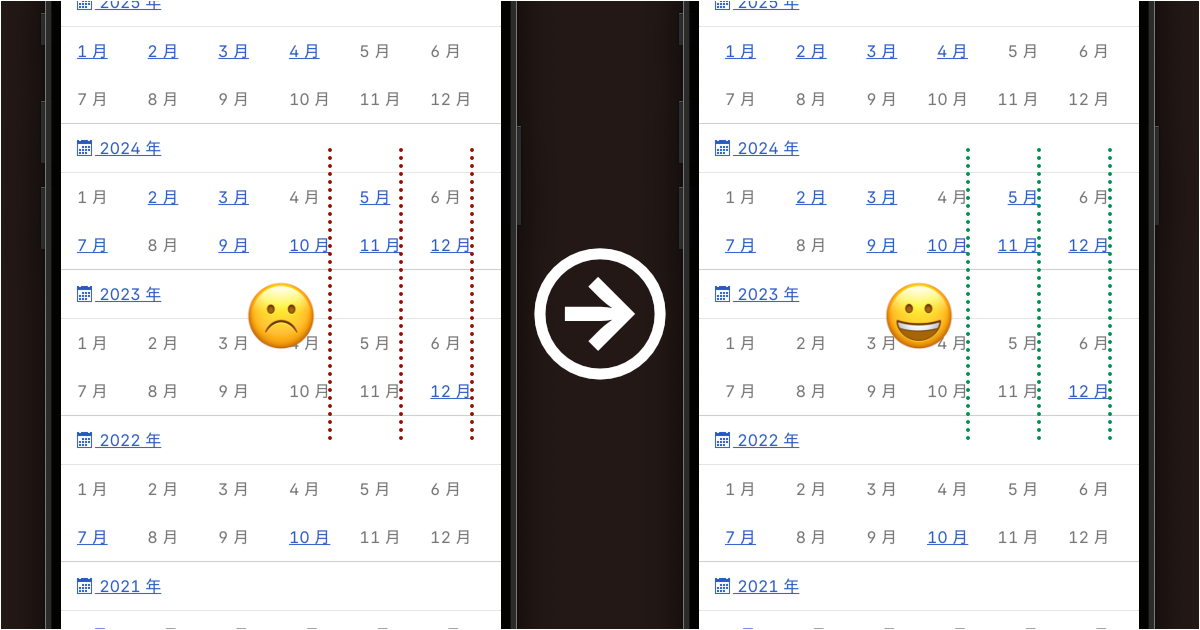 2025 年
1 月 2 月 3 月 4 月 5 月 6 月
7 月 8 月 9 月 10 月 11 月 12 月
2024 年
1 月 2 月 3 月 4 月 5 月 6 月
7 月 8 月 9 月 10 月 11 月 12 月
2023 年
1 月 2 月 3 月 4 月 5 月 6 月
7 月 8 月 9 月 10 月 11 月 12 月
2022 年
1 月 2 月 3 月 4 月 5 月 6 月
7 月 8 月 9 月 10 月 11 月 12 月
2021 年
2025 年
1 月 2 月 3 月 4 月 5 月 6 月
7 月 8 月 9 月 10 月 11 月 12 月
2024 年
1 月 2 月 3 月 4 月 5 月 6 月
7 月 8 月 9 月 10 月 11 月 12 月
2023 年
1 月 2 月 3 月 4 月 5 月 6 月
7 月 8 月 9 月 10 月 11 月 12 月
2022 年
1 月 2 月 3 月 4 月 5 月 6 月
7 月 8 月 9 月 10 月 11 月 12 月
2021 年